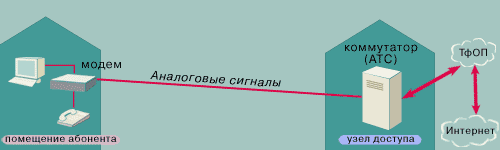 модем
Аналоговые сигналы
коммутатор
(АТС)
ТфОП
Интернет
помещение абонента
узел доступа